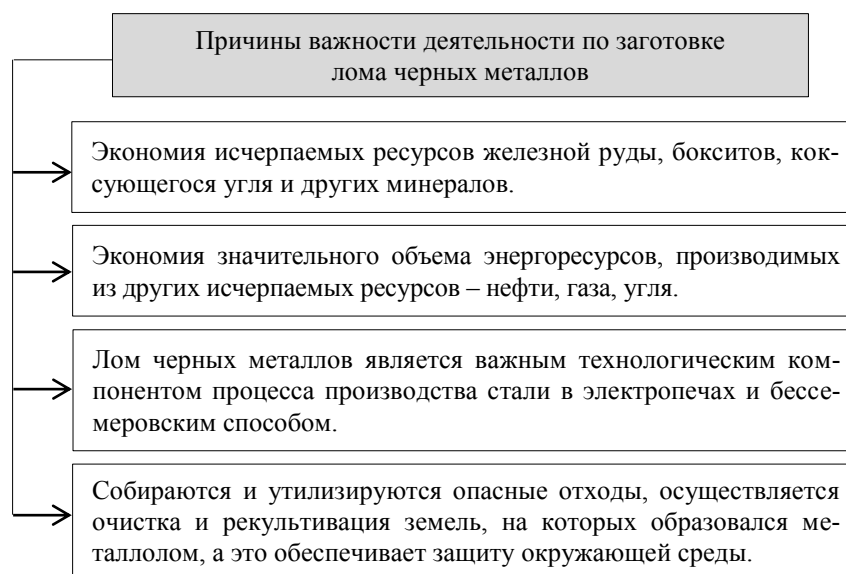 Причины важности деятельности по заготовке
лома черных металлов
Экономия исчерпаемых ресурсов железной руды, бокситов, кок-
сующегося угля и других минералов.
Экономия значительного объема энергоресурсов, производимых
из других исчерпаемых ресурсов – нефти, газа, угля.
Лом черных металлов является важным технологическим ком-
понентом процесса производства стали в электропечах и бессе-
меровским способом.
Собираются и утилизируются опасные отходы, осуществляется
очистка и рекультивация земель, на которых образовался ме-
таллолом, а это обеспечивает защиту окружающей среды.